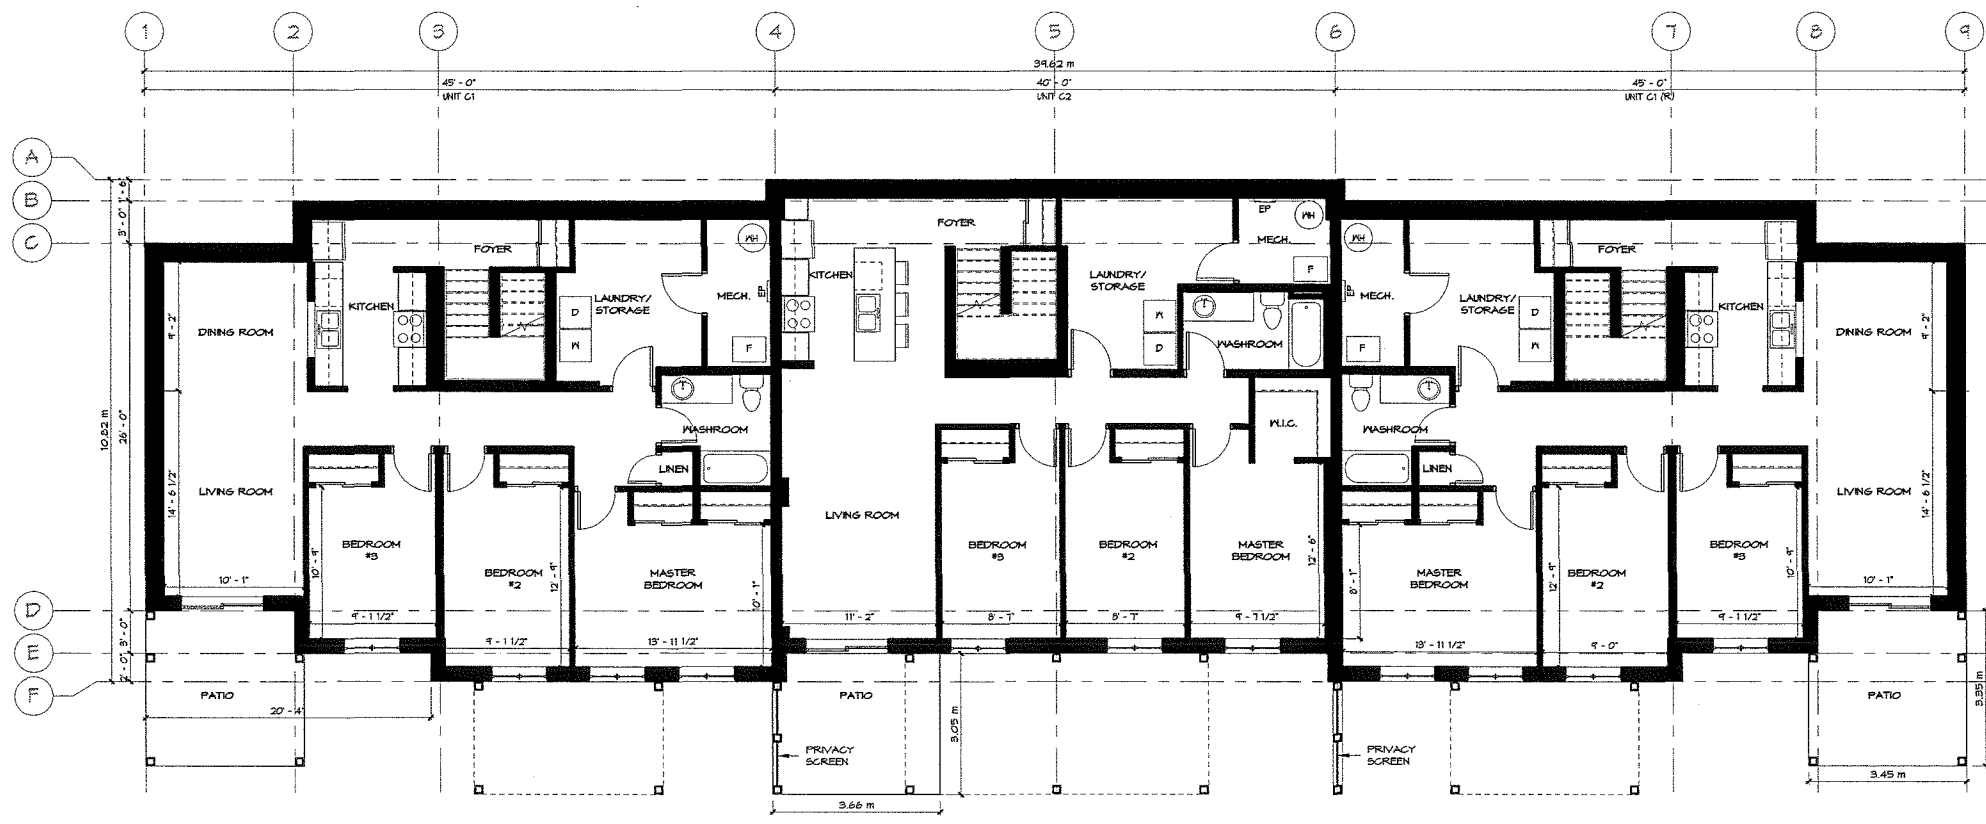 1 2 3 4 5 6 7 8 9
39.62 m
45' - 0" 40' - 0" 45' - 0"
UNIT C1 UNIT C2 UNIT C1 (R)
A
B
C
D
E
F
1' - 6"
3' - 0"
10.82 m
26' - 0"
3' - 0"
2' - 0"
FOYER
KITCHEN
DINING ROOM
9' - 2"
LAUNDRY/
STORAGE
D
W
MECH.
WH
EP
F
WASHROOM
LINEN
LIVING ROOM
14' - 6 1/2"
10' - 1"
BEDROOM
#3
10' - 9"
9' - 1 1/2"
BEDROOM
#2
12' - 9"
9' - 1 1/2"
MASTER
BEDROOM
10' - 1"
13' - 11 1/2"
PATIO
20' - 4"
FOYER
KITCHEN
LAUNDRY/
STORAGE
W
D
EP
WH
MECH.
F
WASHROOM
W.I.C.
LIVING ROOM
11' - 2"
BEDROOM
#3
8' - 7"
BEDROOM
#2
8' - 7"
MASTER
BEDROOM
12' - 6"
9' - 7 1/2"
PATIO
PRIVACY
SCREEN
3.05 m
3.66 m
WH
EP
MECH.
F
LAUNDRY/
STORAGE
D
W
FOYER
KITCHEN
DINING ROOM
9' - 2"
WASHROOM
LINEN
LIVING ROOM
14' - 6 1/2"
10' - 1"
MASTER
BEDROOM
8' - 1"
13' - 11 1/2"
BEDROOM
#2
12' - 9"
9' - 0"
BEDROOM
#3
10' - 9"
9' - 1 1/2"
PRIVACY
SCREEN
PATIO
3.35 m
3.45 m